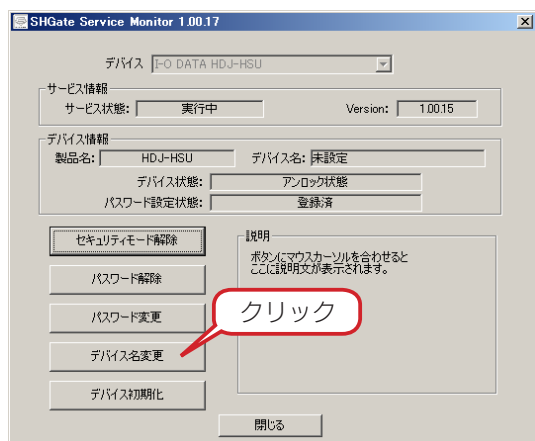 SHGate Service Monitor 1.00.17
デバイス I-O DATA HDJ-HSU
サービス情報
サービス状態: 実行中 Version: 1.00.15
デバイス情報
製品名: HDJ-HSU デバイス名: 未設定
デバイス状態: アンロック状態
パスワード設定状態: 登録済
セキュリティモード解除
パスワード解除
パスワード変更
デバイス名変更
デバイス初期化
説明
ボタンにマウスカーソルを合わせると
ここに説明文が表示されます。
クリック
閉じる